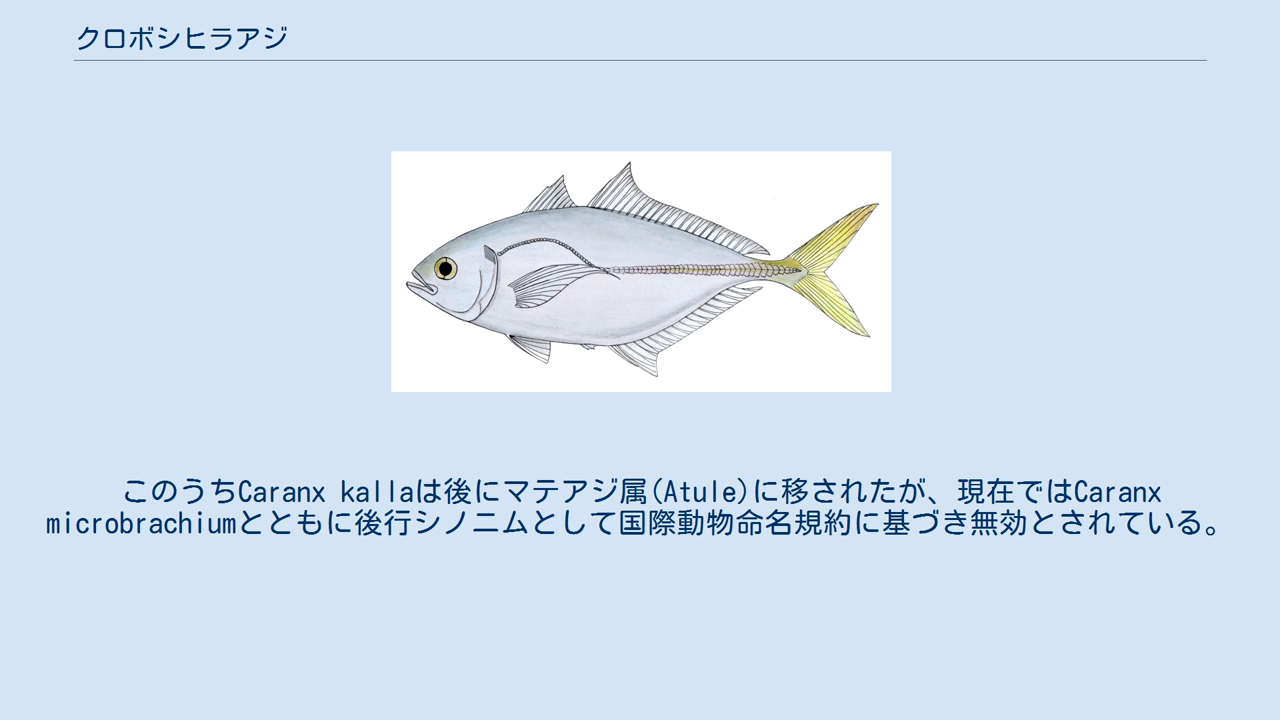 クロボシヒラアジ
このうちCaranx kallaは後にマテアジ属(Atule)に移されたが、現在ではCaranx
microbrachiumとともに後行シノニムとして国際動物命名規約に基づき無効とされている。